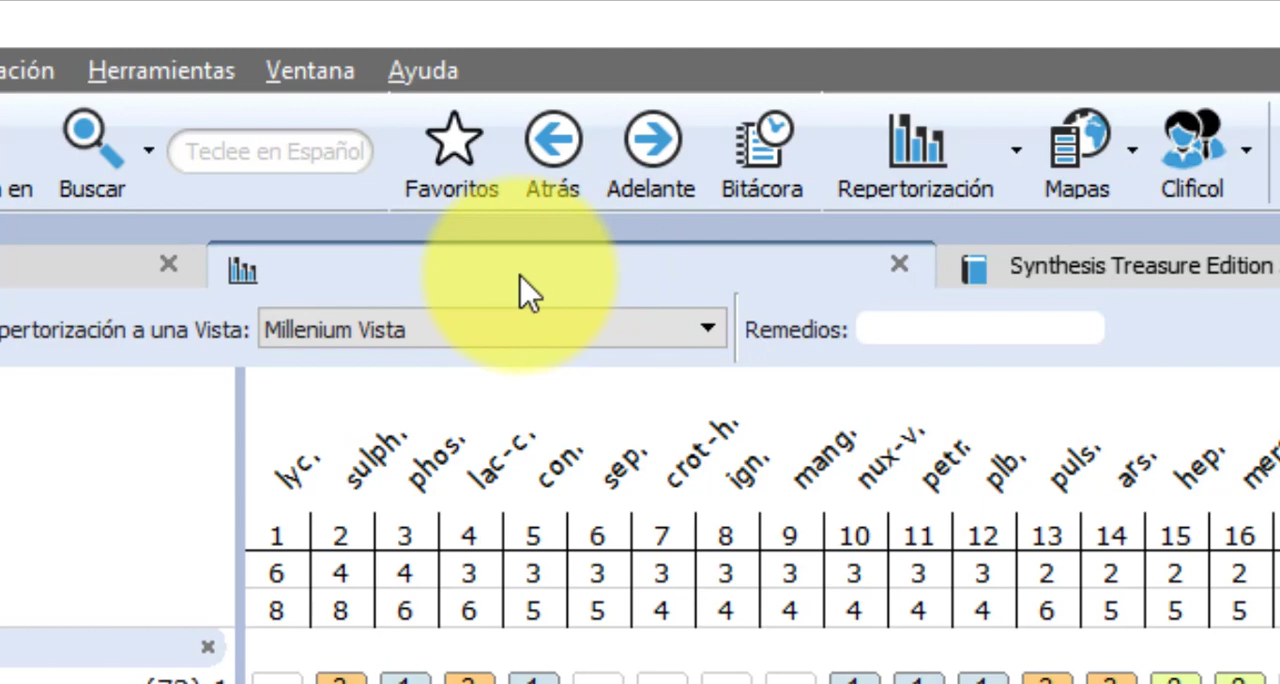 ación Herramientas Ventana Ayuda
Teclee en Español
en Buscar Favoritos Atrás Adelante Bitácora Repertorización Mapas Clificol
Synthesis Treasure Edition
pertorización a una Vista: Millenium Vista Remedios:
lyc. sulph. phos. lac-c. con. sep. crot-h. ign. mang. nux-v. petr. plb. puls. ars. hep. mer
1 2 3 4 5 6 7 8 9 10 11 12 13 14 15 16
6 4 4 3 3 3 3 3 3 3 3 3 2 2 2 2
8 8 6 6 5 5 4 4 4 4 4 4 6 5 5 5